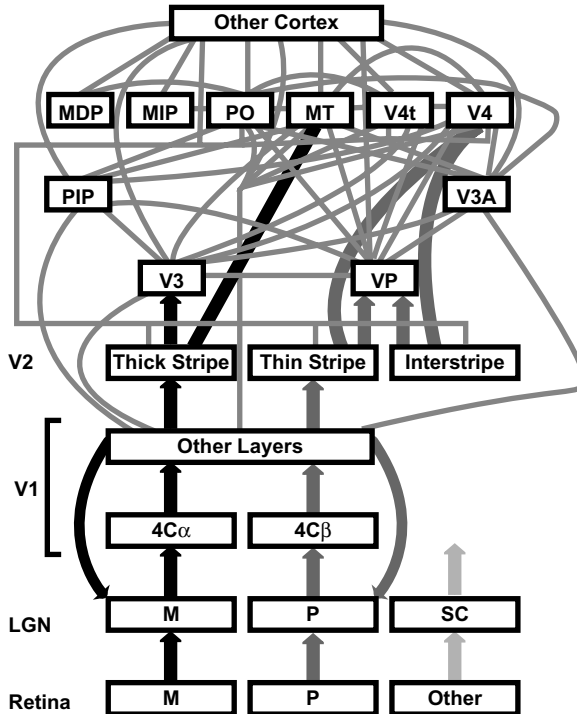 Other Cortex
MDP MIP PO MT V4t V4
PIP V3A
V3 VP
V2 Thick Stripe Thin Stripe Interstripe
Other Layers
V1
4Cα 4Cβ
LGN M P SC
Retina M P Other